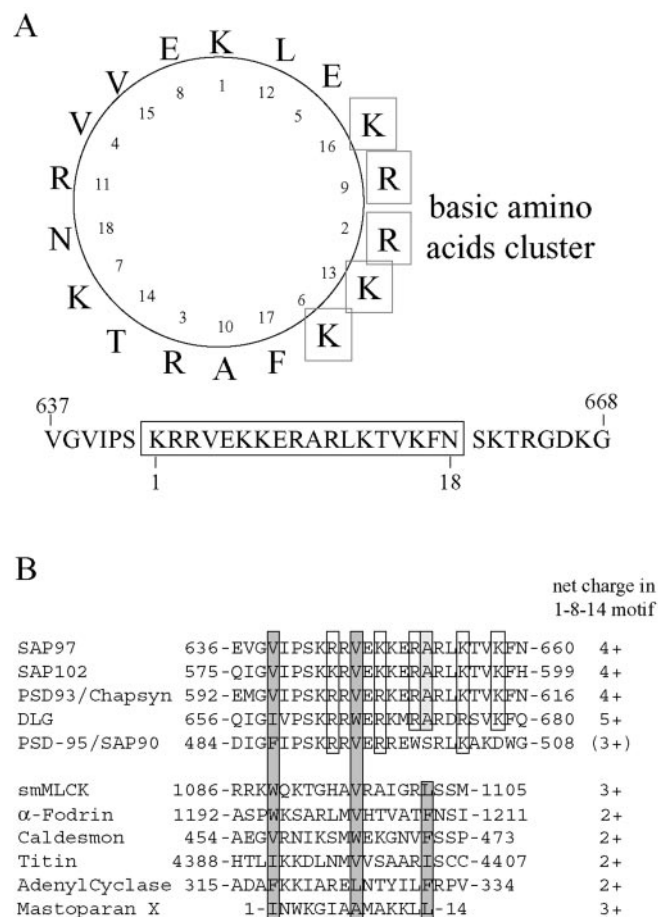 A
K L E K R R K K F A R T K N R V V E
1 12 5 16 9 2 13 6 17 10 3 14 7 18 11 4 15 8
basic amino
acids cluster
637 668
VGVIPS KRRVEKKERARLKTVKFN SKTRGDKG
1 18
B
net charge in
1-8-14 motif
SAP97 636-EVGVIPSKRRVEKKERARLKTVKFN-660 4+
SAP102 575-QIGVIPSKRRVEKKERARLKTVKFH-599 4+
PSD93/Chapsyn 592-EMGVIPSKRRVERKERARLKTVKFN-616 4+
DLG 656-QIGIVPSKRRWERKMRARDRSVKFQ-680 5+
PSD-95/SAP90 484-DIGFIPSKRRVERREWSRLKAKDWG-508 (3+)
smMLCK 1086-RRKWQKTGHAVRAIGRLSSM-1105 3+
α-Fodrin 1192-ASPWKSARLMVHTVATFNSI-1211 2+
Caldesmon 454-AEGVRNIKSMWEKGNVFSSP-473 2+
Titin 4388-HTLIKKDLNMVVSAARISCC-4407 2+
AdenylCyclase 315-ADAFKKIARELNTYILFRPV-334 2+
Mastoparan X 1-INWKGIAAMAKKLL-14 3+